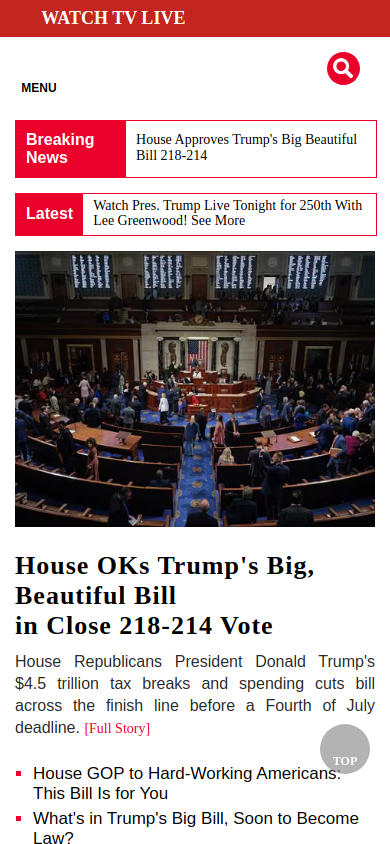 WATCH TV LIVE
MENU
Breaking
News
House Approves Trump's Big Beautiful
Bill 218-214
Latest
Watch Pres. Trump Live Tonight for 250th With
Lee Greenwood! See More
House OKs Trump's Big,
Beautiful Bill
in Close 218-214 Vote
House Republicans President Donald Trump's
$4.5 trillion tax breaks and spending cuts bill
across the finish line before a Fourth of July
deadline. [Full Story]
TOP
House GOP to Hard-Working Americans:
This Bill Is for You
What's in Trump's Big Bill, Soon to Become
Law?